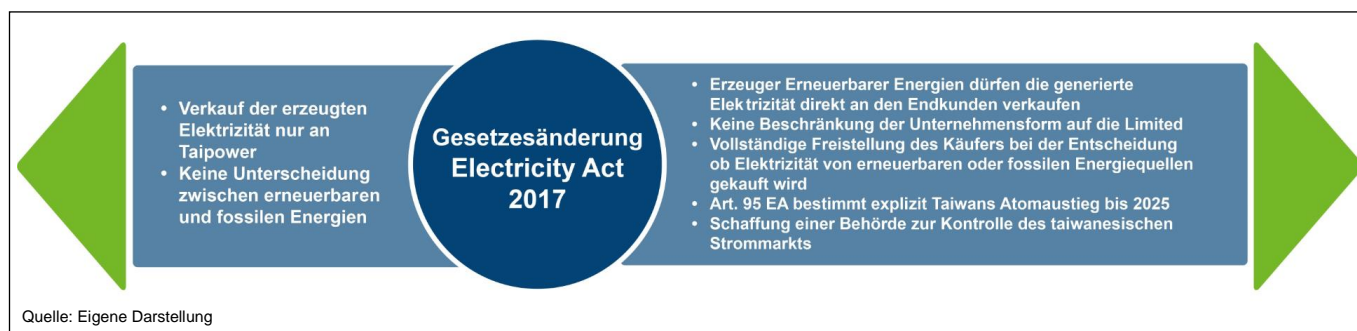 • Verkauf der erzeugten
Elektrizität nur an
Taipower
• Keine Unterscheidung
zwischen erneuerbaren
und fossilen Energien
Gesetzesänderung
Electricity Act
2017
• Erzeuger Erneuerbarer Energien dürfen die generierte
Elektrizität direkt an den Endkunden verkaufen
• Keine Beschränkung der Unternehmensform auf die Limited
• Vollständige Freistellung des Käufers bei der Entscheidung
ob Elektrizität von erneuerbaren oder fossilen Energiequellen
gekauft wird
• Art. 95 EA bestimmt explizit Taiwans Atomaustieg bis 2025
• Schaffung einer Behörde zur Kontrolle des taiwanesischen
Strommarkts
Quelle: Eigene Darstellung